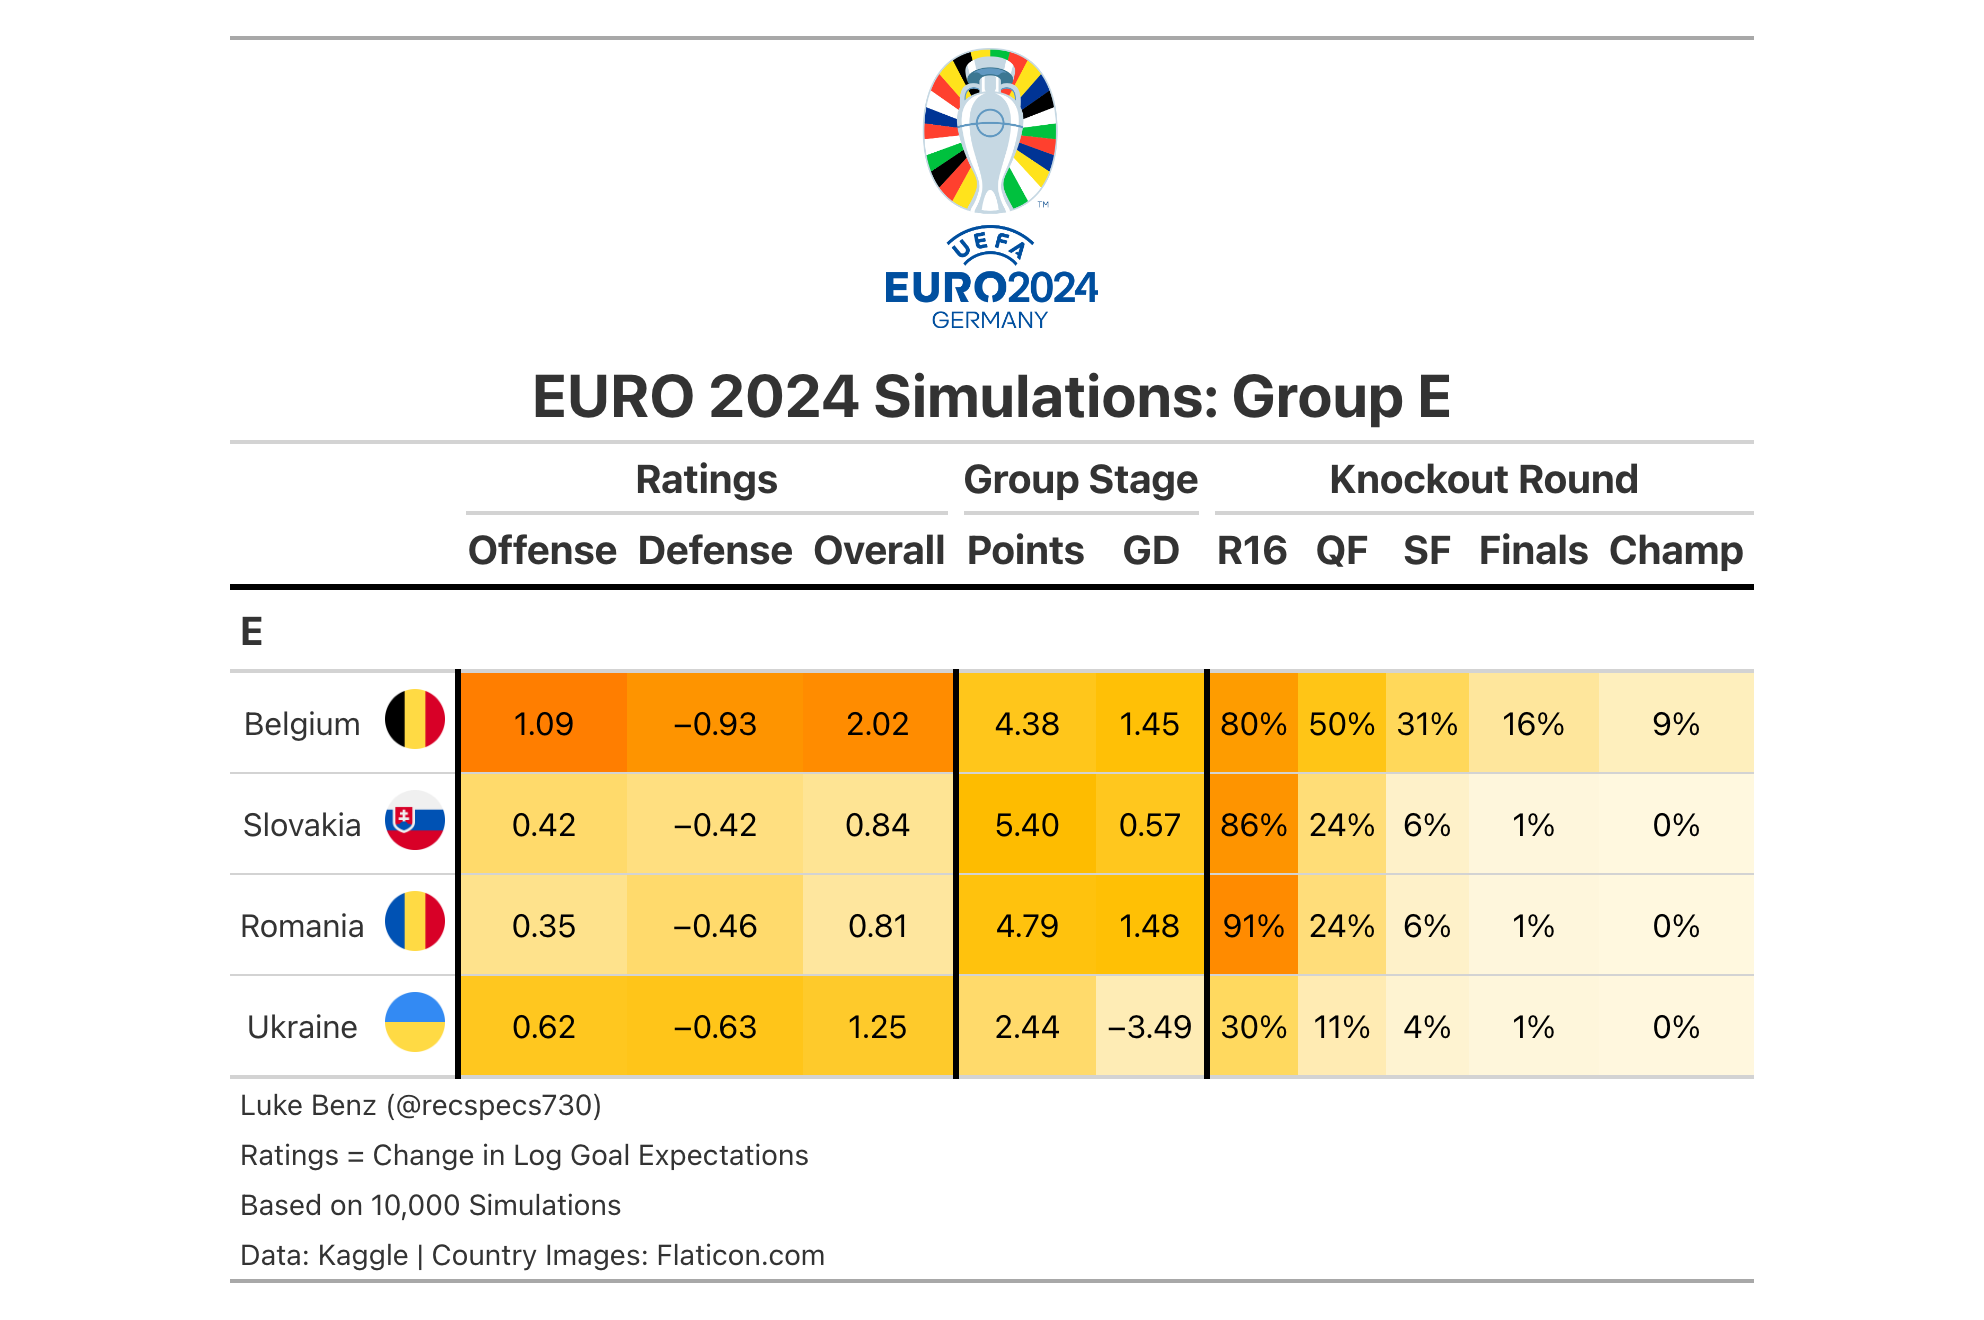 TM
UEFA
EURO2024
GERMANY
EURO 2024 Simulations: Group E
Ratings Group Stage Knockout Round
Offense Defense Overall Points GD R16 QF SF Finals Champ
E
Belgium 1.09 −0.93 2.02 4.38 1.45 80% 50% 31% 16% 9%
Slovakia 0.42 −0.42 0.84 5.40 0.57 86% 24% 6% 1% 0%
Romania 0.35 −0.46 0.81 4.79 1.48 91% 24% 6% 1% 0%
Ukraine 0.62 −0.63 1.25 2.44 −3.49 30% 11% 4% 1% 0%
Luke Benz (@recspecs730)
Ratings = Change in Log Goal Expectations
Based on 10,000 Simulations
Data: Kaggle | Country Images: Flaticon.com